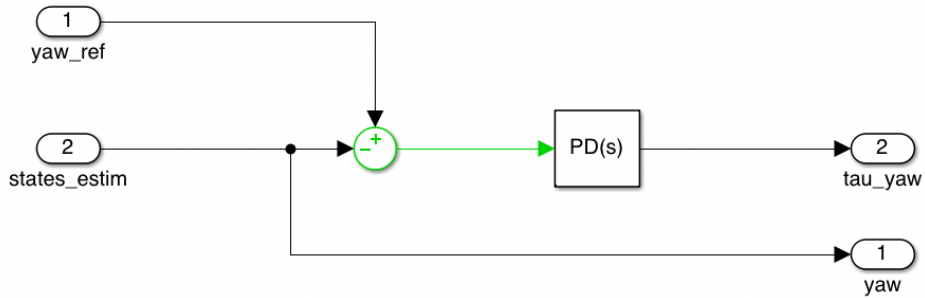 1
yaw_ref
+
−
2
states_estim
PD(s)
2
tau_yaw
1
yaw